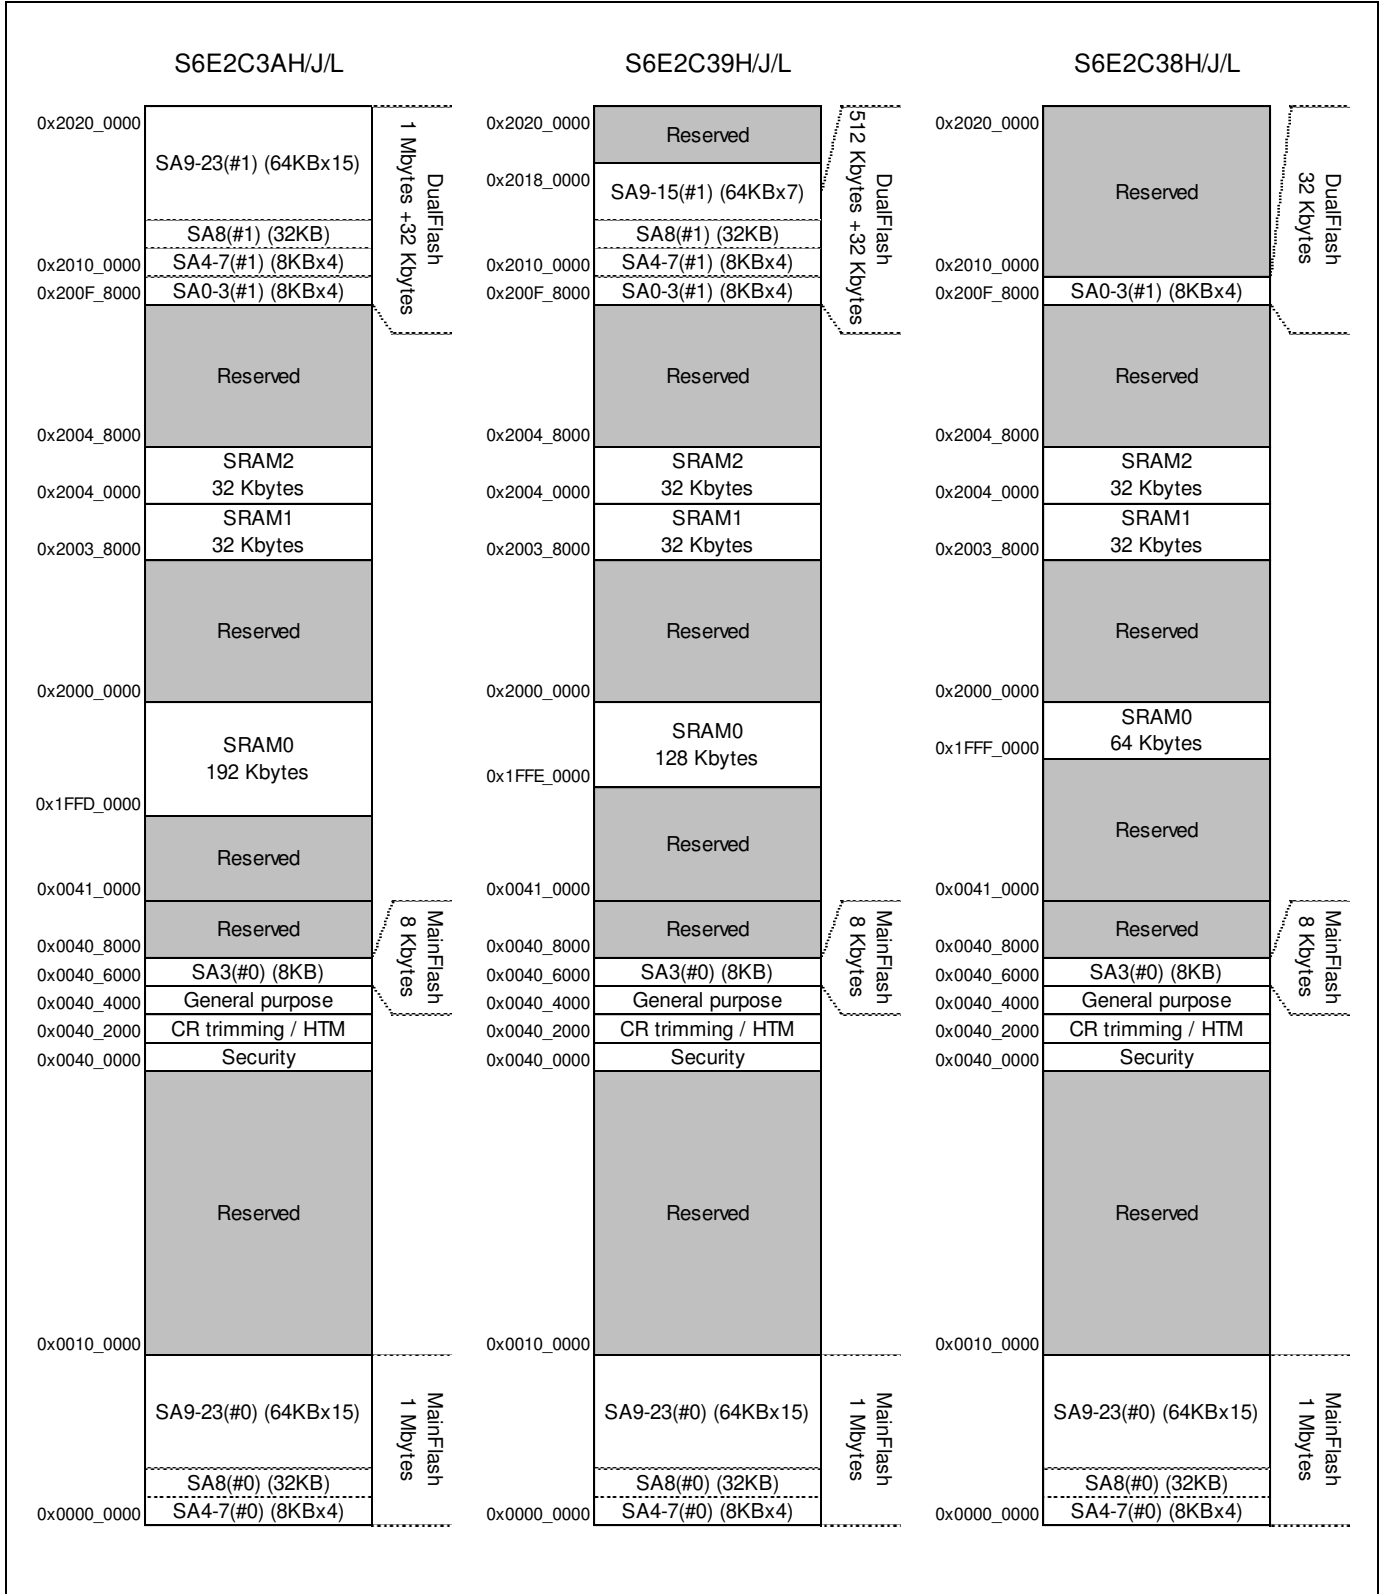 S6E2C3AH/J/L
0x2020_0000
SA9-23(#1) (64KBx15)
SA8(#1) (32KB)
0x2010_0000
SA4-7(#1) (8KBx4)
0x200F_8000
SA0-3(#1) (8KBx4)
DualFlash
1 Mbytes +32 Kbytes
Reserved
0x2004_8000
SRAM2
32 Kbytes
0x2004_0000
SRAM1
32 Kbytes
0x2003_8000
Reserved
0x2000_0000
SRAM0
192 Kbytes
0x1FFD_0000
Reserved
0x0041_0000
Reserved
0x0040_8000
MainFlash
8 Kbytes
0x0040_6000
SA3(#0) (8KB)
0x0040_4000
General purpose
0x0040_2000
CR trimming / HTM
0x0040_0000
Security
Reserved
0x0010_0000
SA9-23(#0) (64KBx15)
SA8(#0) (32KB)
0x0000_0000
SA4-7(#0) (8KBx4)
MainFlash
1 Mbytes
S6E2C39H/J/L
0x2020_0000
Reserved
0x2018_0000
SA9-15(#1) (64KBx7)
SA8(#1) (32KB)
0x2010_0000
SA4-7(#1) (8KBx4)
0x200F_8000
SA0-3(#1) (8KBx4)
DualFlash
512 Kbytes +32 Kbytes
Reserved
0x2004_8000
SRAM2
32 Kbytes
0x2004_0000
SRAM1
32 Kbytes
0x2003_8000
Reserved
0x2000_0000
SRAM0
128 Kbytes
0x1FFE_0000
Reserved
0x0041_0000
Reserved
0x0040_8000
MainFlash
8 Kbytes
0x0040_6000
SA3(#0) (8KB)
0x0040_4000
General purpose
0x0040_2000
CR trimming / HTM
0x0040_0000
Security
Reserved
0x0010_0000
SA9-23(#0) (64KBx15)
SA8(#0) (32KB)
0x0000_0000
SA4-7(#0) (8KBx4)
MainFlash
1 Mbytes
S6E2C38H/J/L
0x2020_0000
Reserved
0x2010_0000
0x200F_8000
SA0-3(#1) (8KBx4)
DualFlash
32 Kbytes
Reserved
0x2004_8000
SRAM2
32 Kbytes
0x2004_0000
SRAM1
32 Kbytes
0x2003_8000
Reserved
0x2000_0000
SRAM0
64 Kbytes
0x1FFF_0000
Reserved
0x0041_0000
Reserved
0x0040_8000
MainFlash
8 Kbytes
0x0040_6000
SA3(#0) (8KB)
0x0040_4000
General purpose
0x0040_2000
CR trimming / HTM
0x0040_0000
Security
Reserved
0x0010_0000
SA9-23(#0) (64KBx15)
SA8(#0) (32KB)
0x0000_0000
SA4-7(#0) (8KBx4)
MainFlash
1 Mbytes